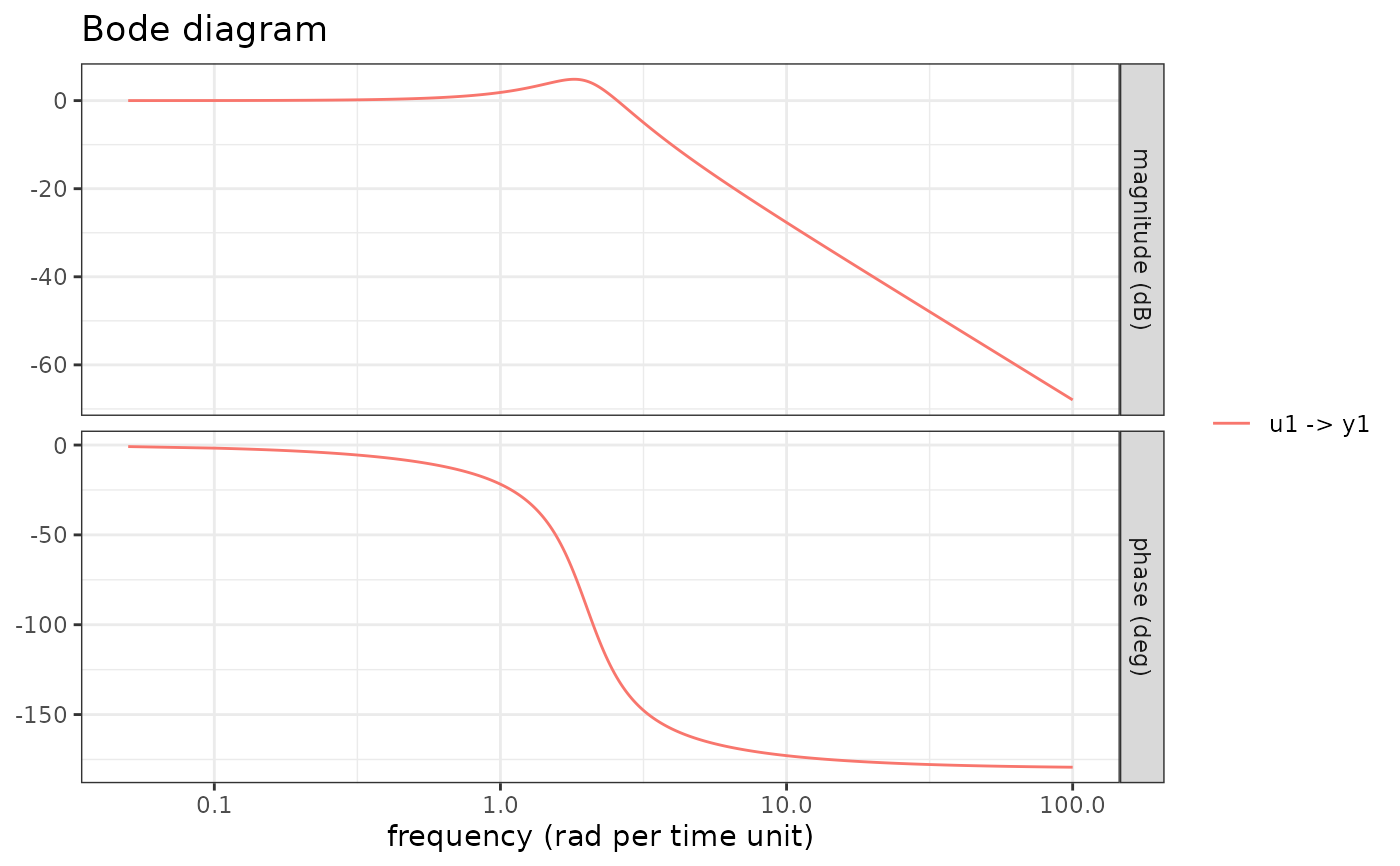 Bode diagram
0
-20
-40
-60
magnitude (dB)
0
-50
-100
-150
phase (deg)
0.1
1.0
10.0
100.0
frequency (rad per time unit)
u1 -> y1